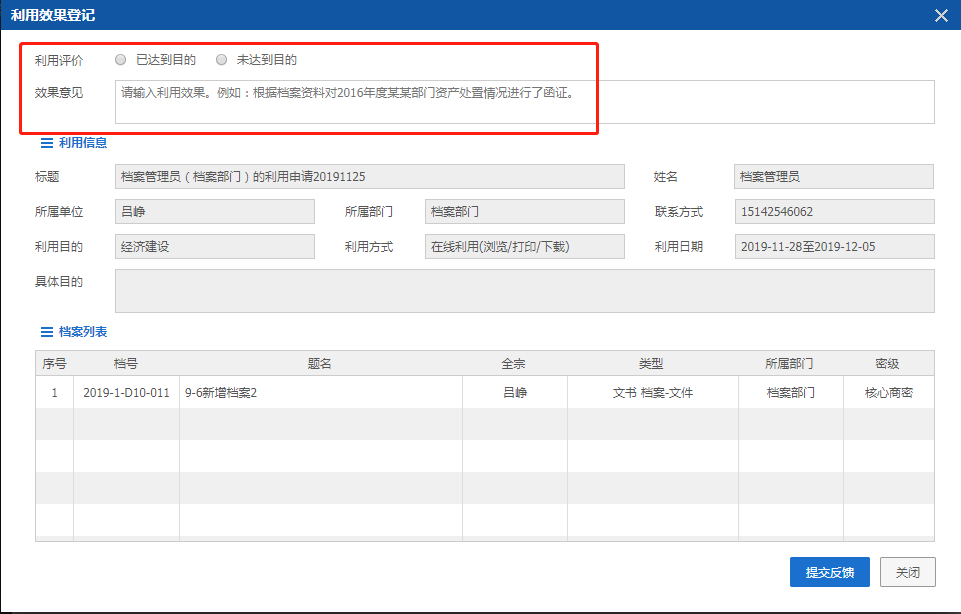 利用效果登记
利用评价 已达到目的 未达到目的
效果意见 请输入利用效果。例如：根据档案资料对2016年度某某部门资产处置情况进行了函证。
利用信息
标题 档案管理员（档案部门）的利用申请20191125 姓名 档案管理员
所属单位 吕峥 所属部门 档案部门 联系方式 15142546062
利用目的 经济建设 利用方式 在线利用(浏览/打印/下载) 利用日期 2019-11-28至2019-12-05
具体目的
档案列表
序号 档号 题名 全宗 类型 所属部门 密级
1 2019-1-D10-011 9-6新增档案2 吕峥 文书 档案-文件 档案部门 核心商密
提交反馈 关闭